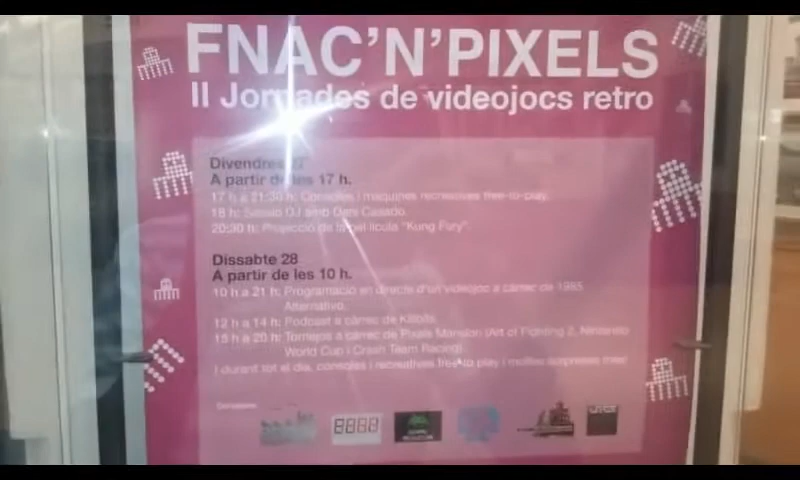 FNAC'N'PIXELS
II Jornades de videojocs retro
Divendres 27
A partir de les 17 h.
17 h a 21:30 h: Consoles i màquines recreatives free-to-play.
18 h: Sessió DJ amb Dani Casado.
20:30 h: Projecció de la pel·lícula "Kung Fury".
Dissabte 28
A partir de les 10 h.
10 h a 21 h: Programació en directe d'un videojoc a càrrec de 1985
Alternativo.
12 h a 14 h: Podcast a càrrec de Killbits.
15 h a 20 h: Tornejos a càrrec de Pixels Mansion (Art of Fighting 2, Nintendo
World Cup i Crash Team Racing)
I durant tot el dia, consoles i recreatives free to play i moltes sorpreses més!